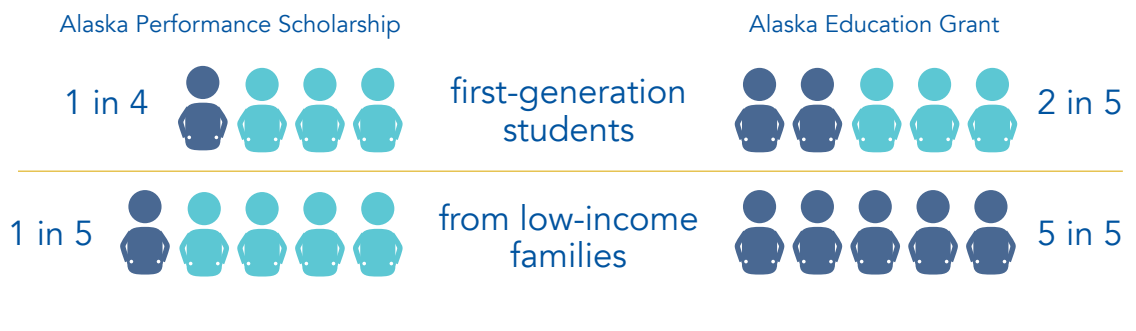 Alaska Performance Scholarship
Alaska Education Grant
1 in 4
first-generation
students
2 in 5
1 in 5
from low-income
families
5 in 5